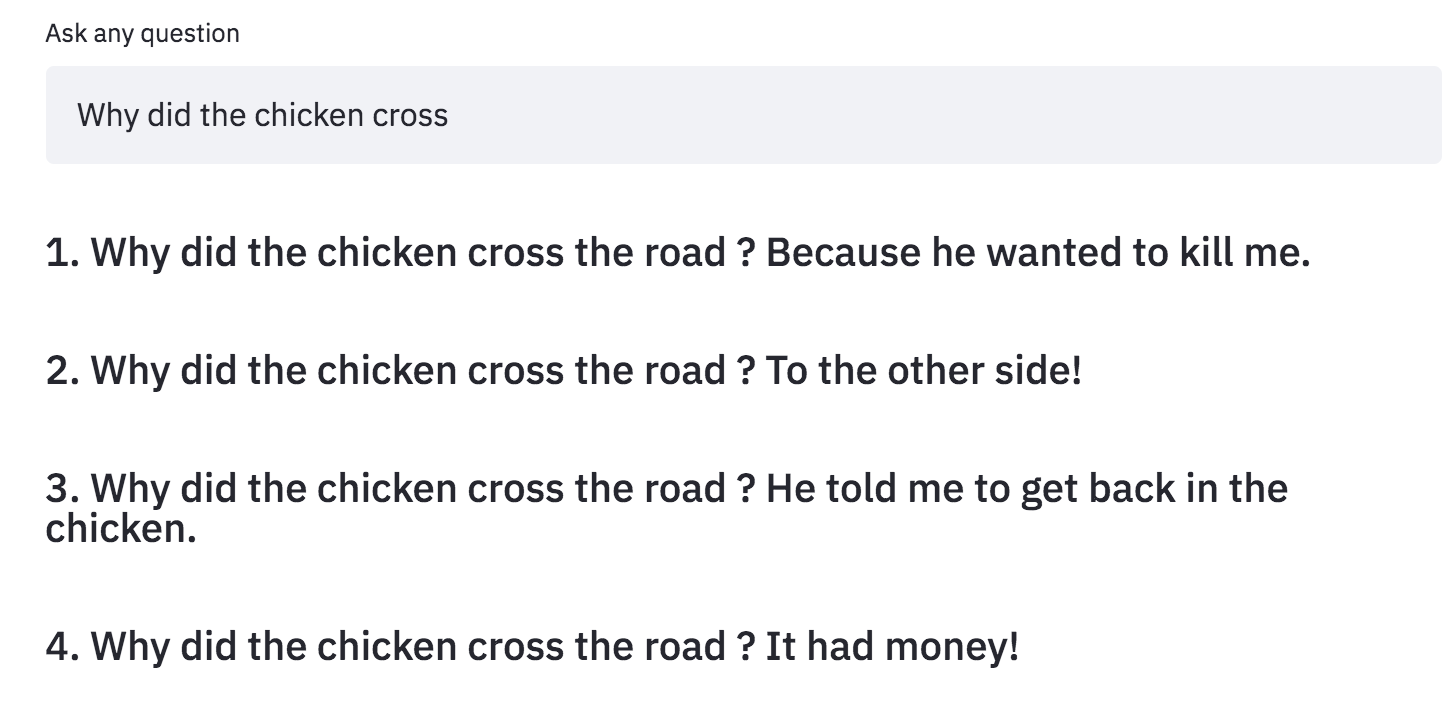 Ask any question
Why did the chicken cross
1. Why did the chicken cross the road ? Because he wanted to kill me.
2. Why did the chicken cross the road ? To the other side!
3. Why did the chicken cross the road ? He told me to get back in the
chicken.
4. Why did the chicken cross the road ? It had money!